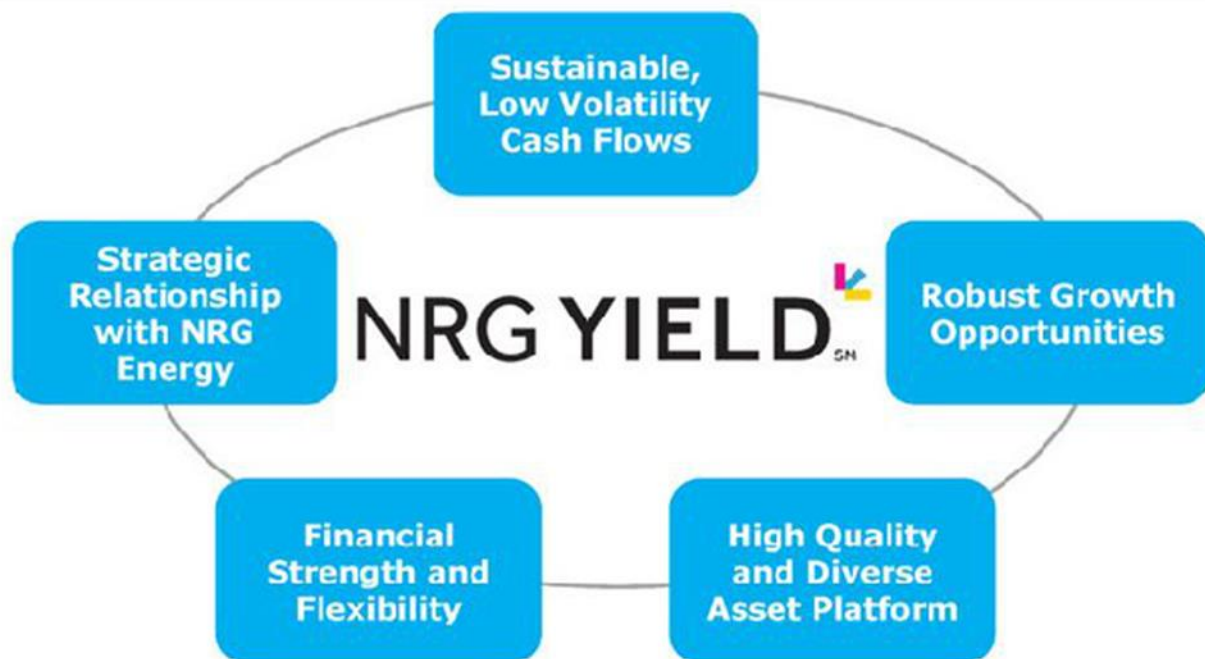 Sustainable,
Low Volatility
Cash Flows
Strategic
Relationship
with NRG
Energy
NRG YIELD
SM
Robust Growth
Opportunities
Financial
Strength and
Flexibility
High Quality
and Diverse
Asset Platform